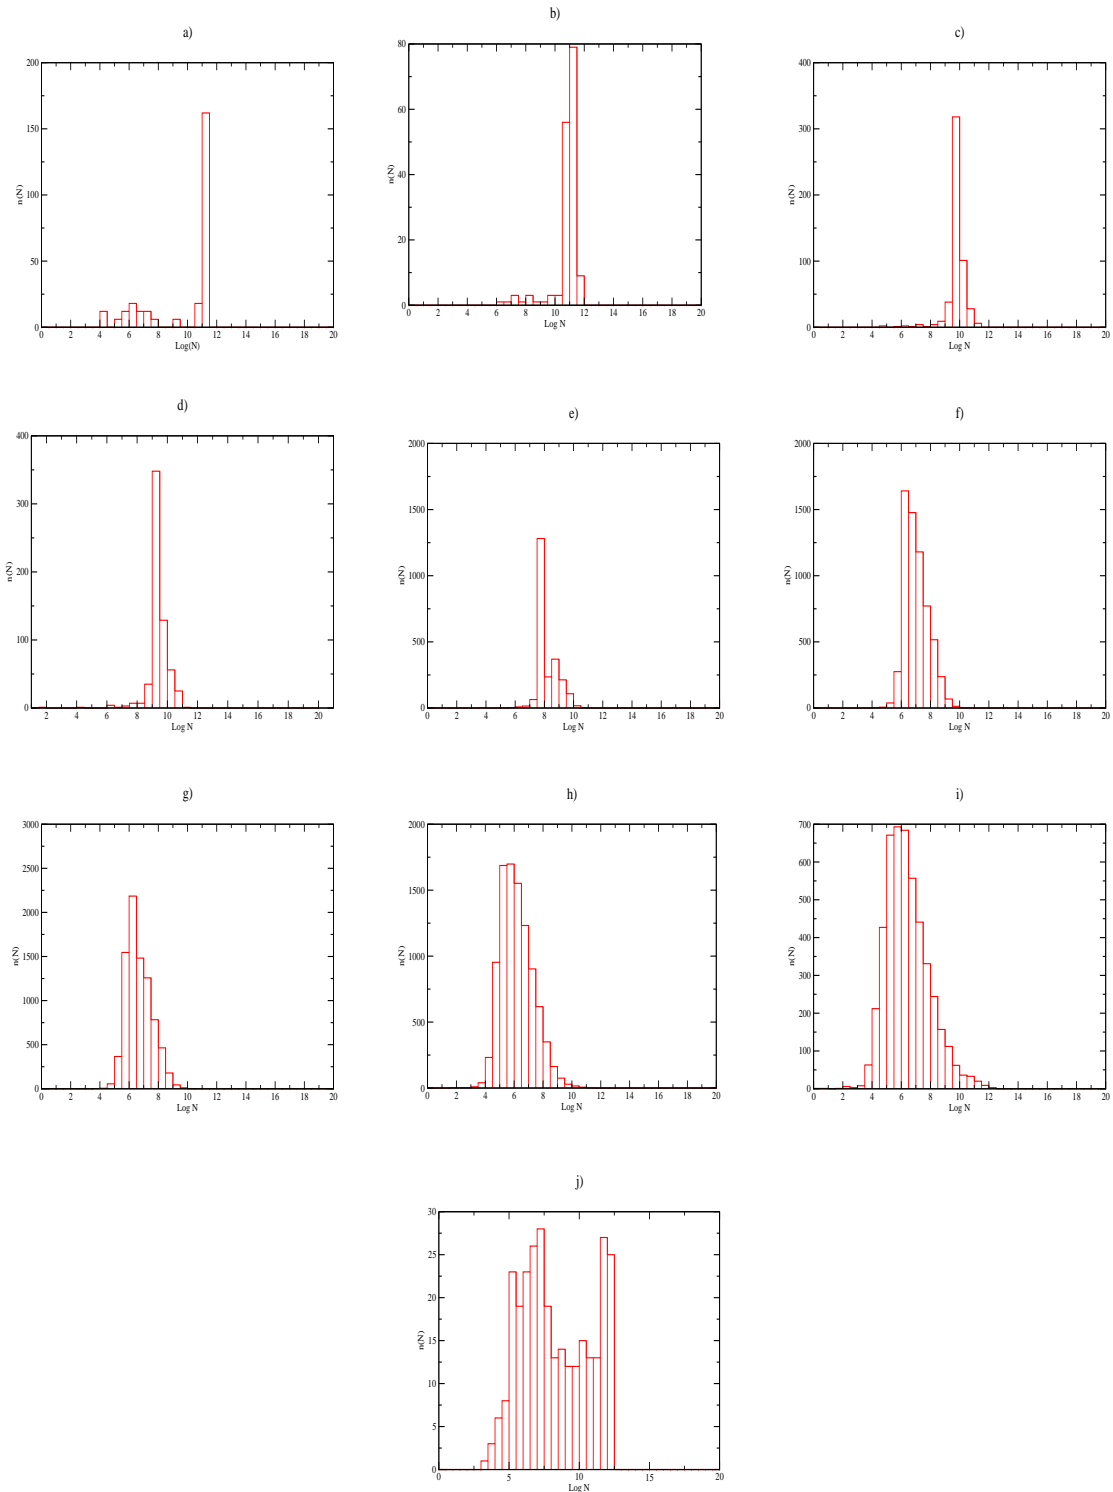 a)
200
150
100
50
0
n(N)
0 2 4 6 8 10 12 14 16 18 20
Log(N)
b)
80
60
40
20
0
n(N)
0 2 4 6 8 10 12 14 16 18 20
Log N
c)
400
300
200
100
0
n(N)
0 2 4 6 8 10 12 14 16 18 20
Log N
d)
400
300
200
100
0
n(N)
2 4 6 8 10 12 14 16 18 20
Log N
e)
2000
1500
1000
500
0
n(N)
0 2 4 6 8 10 12 14 16 18 20
Log N
f)
2000
1500
1000
500
0
n(N)
0 2 4 6 8 10 12 14 16 18 20
Log N
g)
3000
2500
2000
1500
1000
500
0
n(N)
0 2 4 6 8 10 12 14 16 18 20
Log N
h)
2000
1500
1000
500
0
n(N)
0 2 4 6 8 10 12 14 16 18 20
Log N
i)
700
600
500
400
300
200
100
0
n(N)
0 2 4 6 8 10 12 14 16 18 20
Log N
j)
30
25
20
15
10
5
0
n(N)
0 5 10 15 20
Log N